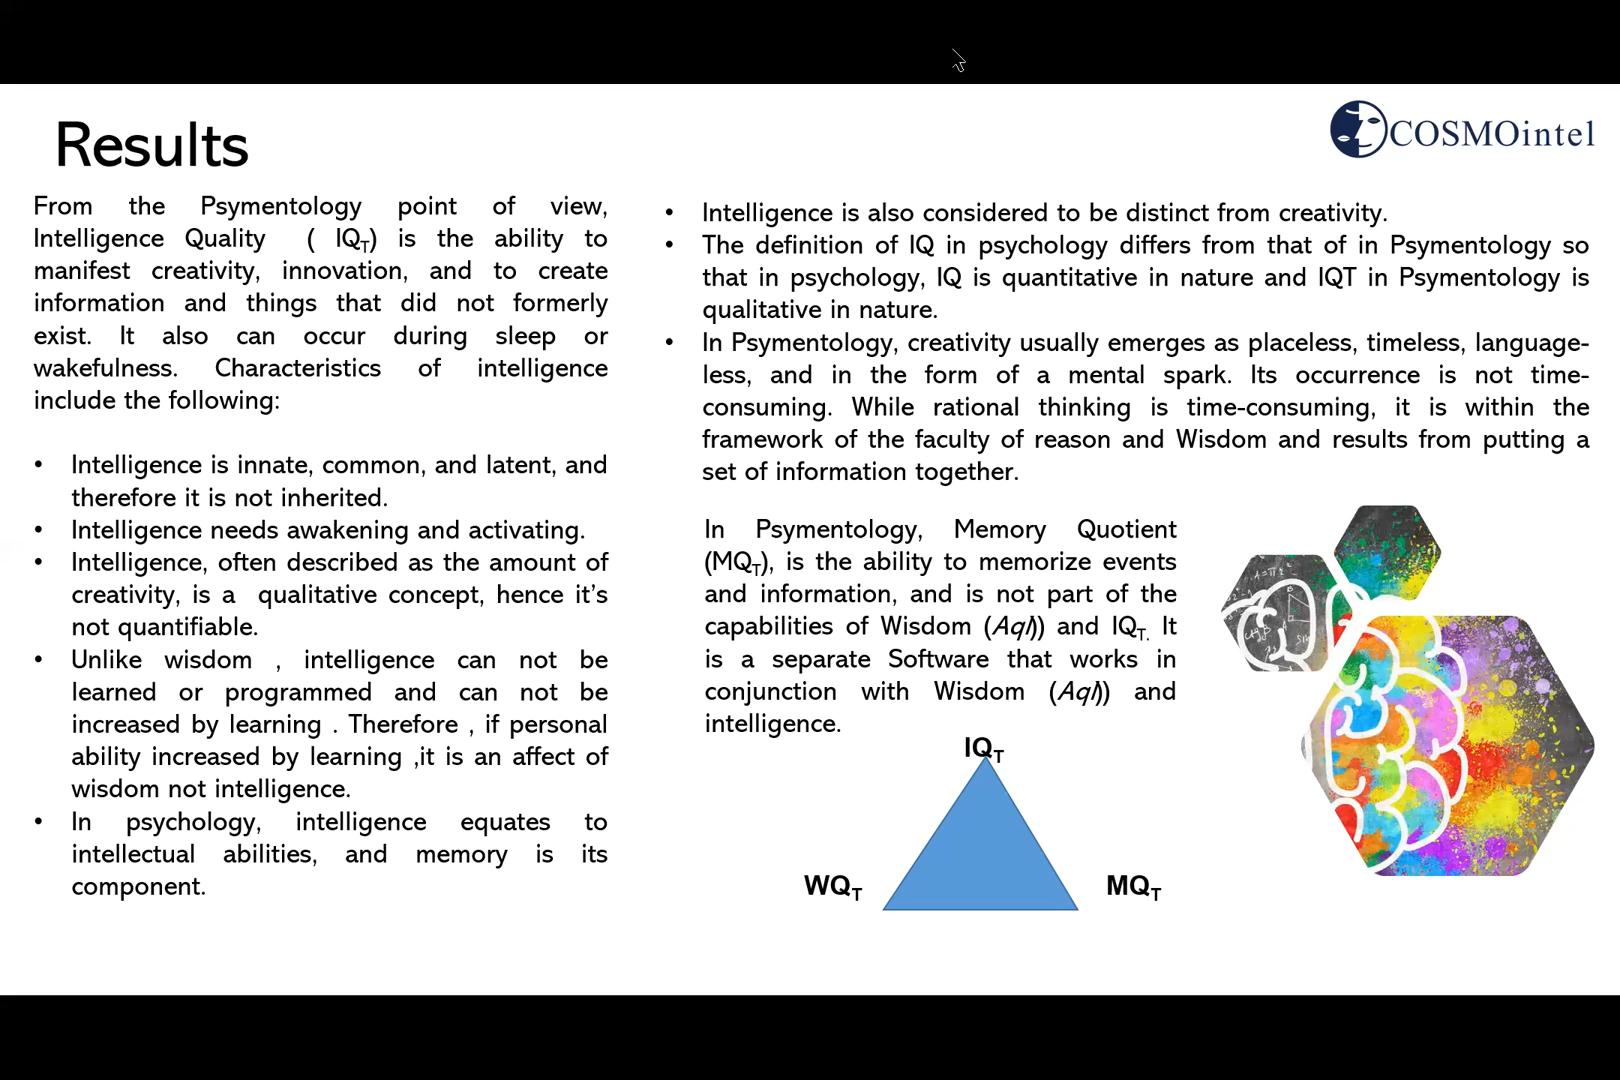 Results
COSMOintel
From the Psymentology point of view,
Intelligence Quality ( IQT) is the ability to
manifest creativity, innovation, and to create
information and things that did not formerly
exist. It also can occur during sleep or
wakefulness. Characteristics of intelligence
include the following:
• Intelligence is innate, common, and latent, and
therefore it is not inherited.
• Intelligence needs awakening and activating.
• Intelligence, often described as the amount of
creativity, is a qualitative concept, hence it’s
not quantifiable.
• Unlike wisdom , intelligence can not be
learned or programmed and can not be
increased by learning . Therefore , if personal
ability increased by learning ,it is an affect of
wisdom not intelligence.
• In psychology, intelligence equates to
intellectual abilities, and memory is its
component.
• Intelligence is also considered to be distinct from creativity.
• The definition of IQ in psychology differs from that of in Psymentology so
that in psychology, IQ is quantitative in nature and IQT in Psymentology is
qualitative in nature.
• In Psymentology, creativity usually emerges as placeless, timeless, language-
less, and in the form of a mental spark. Its occurrence is not time-
consuming. While rational thinking is time-consuming, it is within the
framework of the faculty of reason and Wisdom and results from putting a
set of information together.
In Psymentology, Memory Quotient
(MQT), is the ability to memorize events
and information, and is not part of the
capabilities of Wisdom (Aql)) and IQT. It
is a separate Software that works in
conjunction with Wisdom (Aql)) and
intelligence.
IQT
WQT
MQT